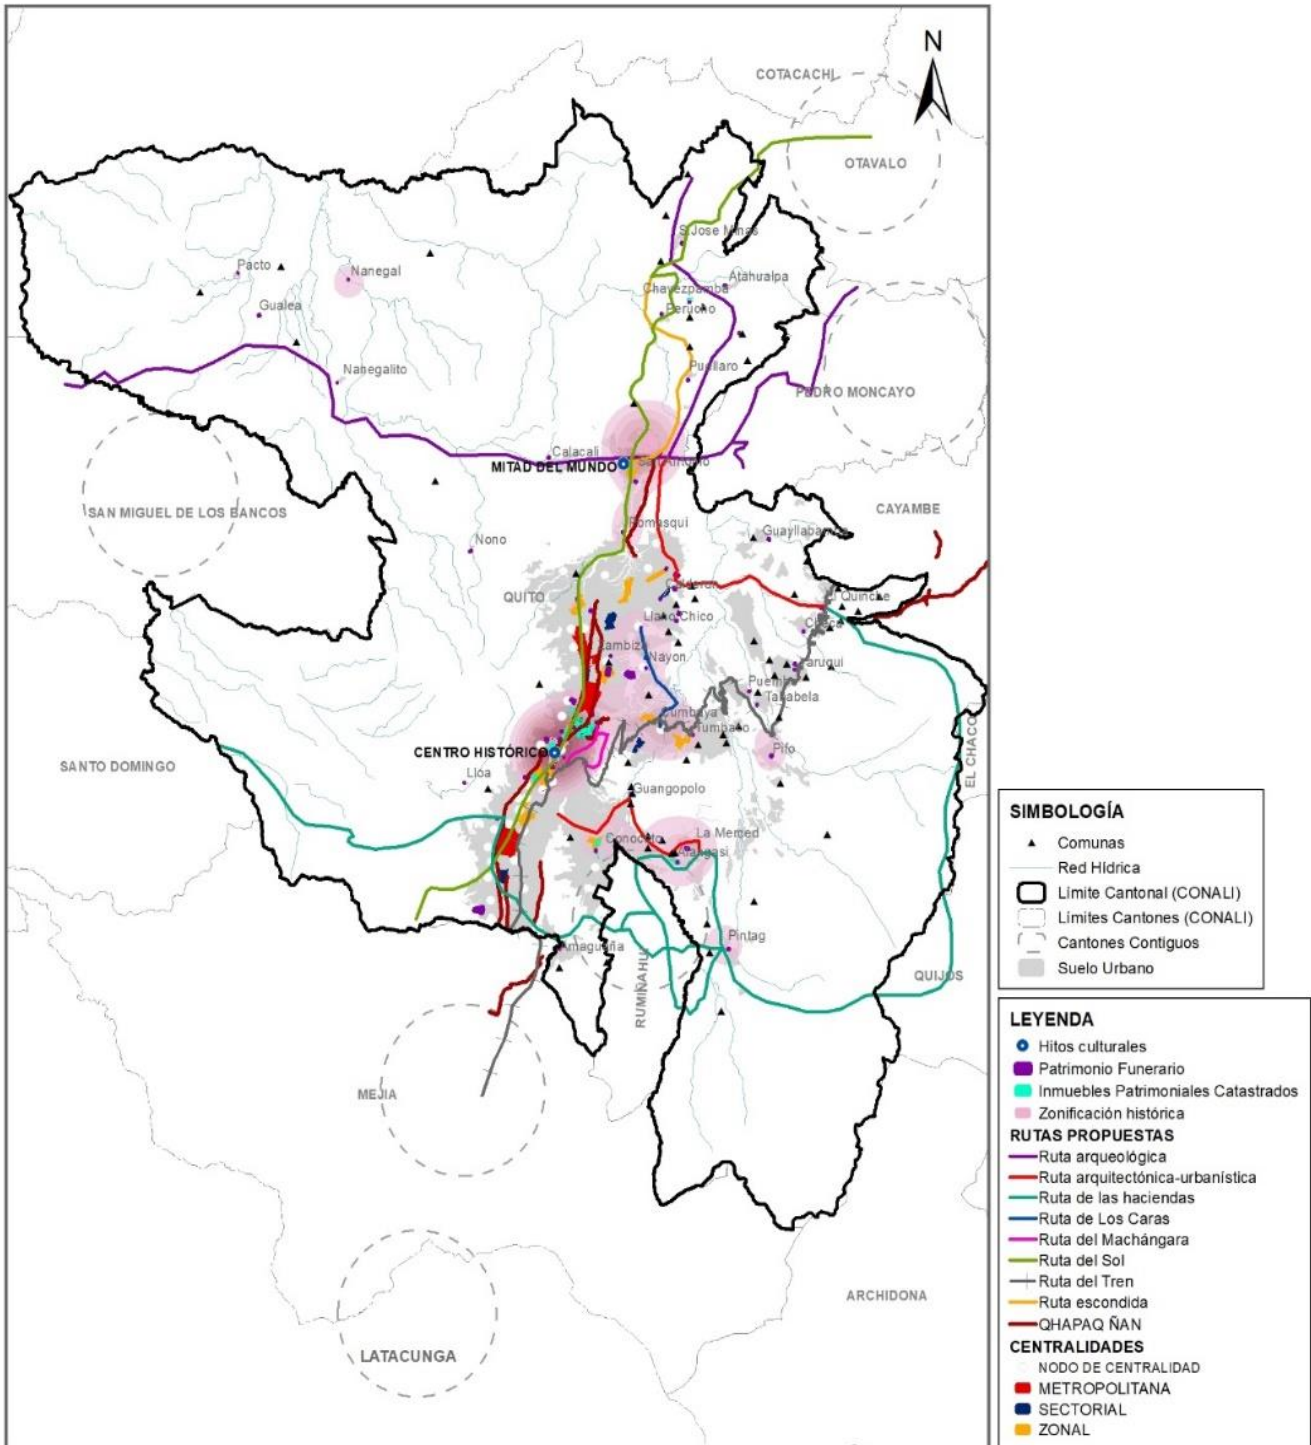 N
COTACACHI
OTAVALO
S.Jose Minas
Pacto
Nanegal
Atahualpa
Chavezpamba
Gualea
Perucho
Nanegalito
Puellaro
PEDRO MONCAYO
Calacali
MITAD DEL MUNDO
San Antonio
SAN MIGUEL DE LOS BANCOS
CAYAMBE
Pomasqui
Guayllabamba
Nono
Calderon
QUITO
El Quinche
Llano Chico
Checa
Zambiza
Nayon
Yaruqui
Puembo
Tababela
Cumbaya
Tumbaco
EL CHACO
CENTRO HISTÓRICO
Pifo
SANTO DOMINGO
Lloa
Guangopolo
La Merced
Conocoto
Alangasi
Pintag
Amaguaña
RUMIÑAHUI
QUIJOS
MEJIA
ARCHIDONA
LATACUNGA
SIMBOLOGÍA
Comunas
Red Hídrica
Límite Cantonal (CONALI)
Límites Cantones (CONALI)
Cantones Contiguos
Suelo Urbano
LEYENDA
Hitos culturales
Patrimonio Funerario
Inmuebles Patrimoniales Catastrados
Zonificación histórica
RUTAS PROPUESTAS
Ruta arqueológica
Ruta arquitectónica-urbanística
Ruta de las haciendas
Ruta de Los Caras
Ruta del Machángara
Ruta del Sol
Ruta del Tren
Ruta escondida
QHAPAQ ÑAN
CENTRALIDADES
NODO DE CENTRALIDAD
METROPOLITANA
SECTORIAL
ZONAL